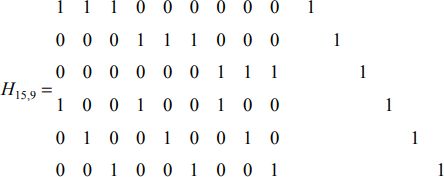 1 1 1 0 0 0 0 0 0 1
0 0 0 1 1 1 0 0 0 1
0 0 0 0 0 0 1 1 1 1
H15,9 =
1 0 0 1 0 0 1 0 0 1
0 1 0 0 1 0 0 1 0 1
0 0 1 0 0 1 0 0 1 1